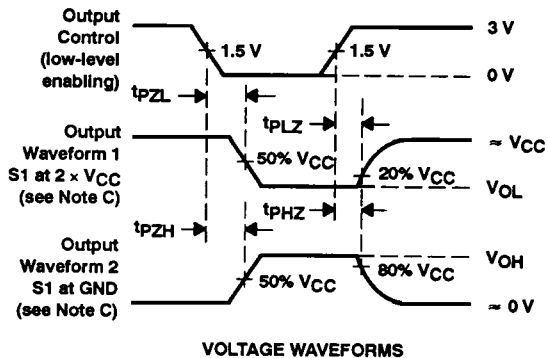 Output
Control
(low-level
enabling)
1.5 V
1.5 V
3 V
0 V
tPZL
tPLZ
Output
Waveform 1
S1 at 2 × VCC
(see Note C)
50% VCC
20% VCC
≈ VCC
VOL
tPZH
tPHZ
Output
Waveform 2
S1 at GND
(see Note C)
50% VCC
80% VCC
VOH
≈ 0 V
VOLTAGE WAVEFORMS